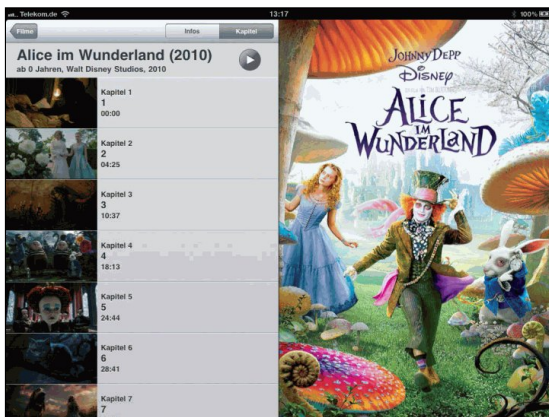 Telekom.de
13:17
100%
Filme
Infos
Kapitel
Alice im Wunderland (2010)
ab 0 Jahren, Walt Disney Studios, 2010
Kapitel 1
1
00:00
Kapitel 2
2
04:25
Kapitel 3
3
10:37
Kapitel 4
4
18:13
Kapitel 5
5
24:44
Kapitel 6
6
28:41
Kapitel 7
7
JOHNNY DEPP
DISNEY
ALICE
IM
WUNDERLAND